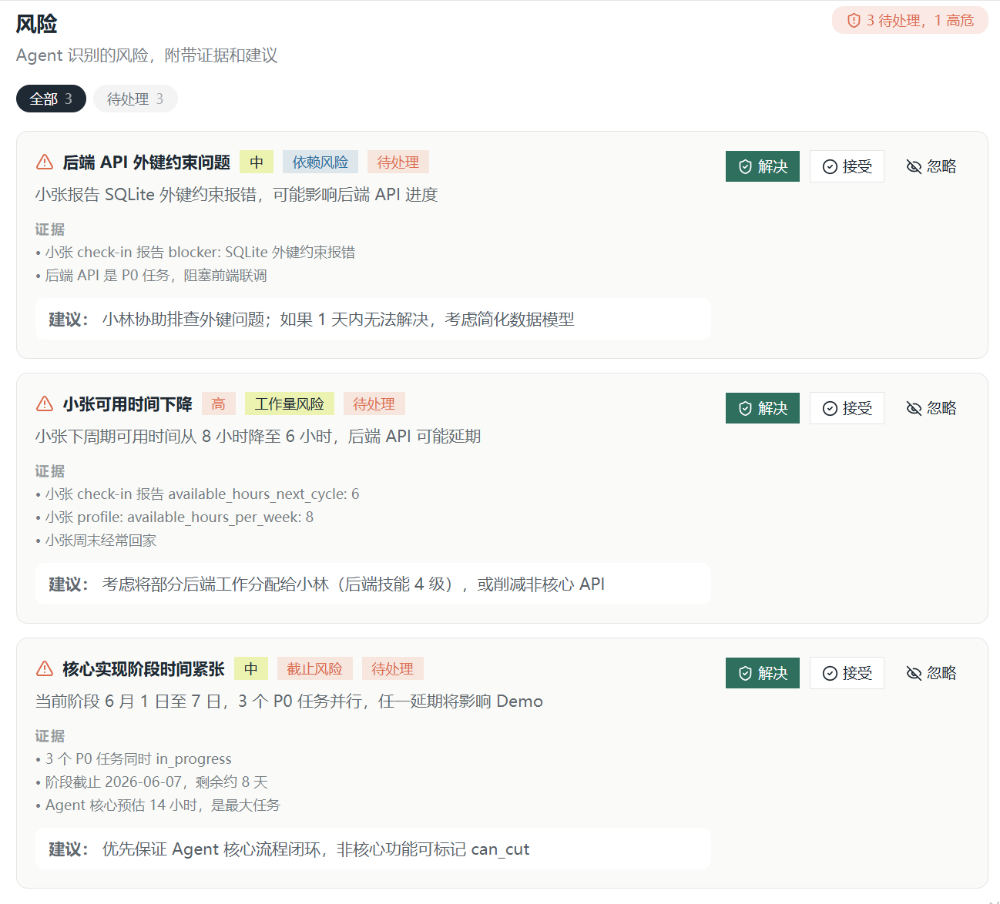 风险
3 待处理，1 高危
Agent 识别的风险，附带证据和建议
全部 3
待处理 3
后端 API 外键约束问题 中 依赖风险 待处理
解决 接受 忽略
小张报告 SQLite 外键约束报错，可能影响后端 API 进度
证据
• 小张 check-in 报告 blocker: SQLite 外键约束报错
• 后端 API 是 P0 任务，阻塞前端联调
建议： 小林协助排查外键问题；如果 1 天内无法解决，考虑简化数据模型
小张可用时间下降 高 工作量风险 待处理
解决 接受 忽略
小张下周期可用时间从 8 小时降至 6 小时，后端 API 可能延期
证据
• 小张 check-in 报告 available_hours_next_cycle: 6
• 小张 profile: available_hours_per_week: 8
• 小张周末经常回家
建议： 考虑将部分后端工作分配给小林（后端技能 4 级），或削减非核心 API
核心实现阶段时间紧张 中 截止风险 待处理
解决 接受 忽略
当前阶段 6 月 1 日至 7 日，3 个 P0 任务并行，任一延期将影响 Demo
证据
• 3 个 P0 任务同时 in_progress
• 阶段截止 2026-06-07，剩余约 8 天
• Agent 核心预估 14 小时，是最大任务
建议： 优先保证 Agent 核心流程闭环，非核心功能可标记 can_cut